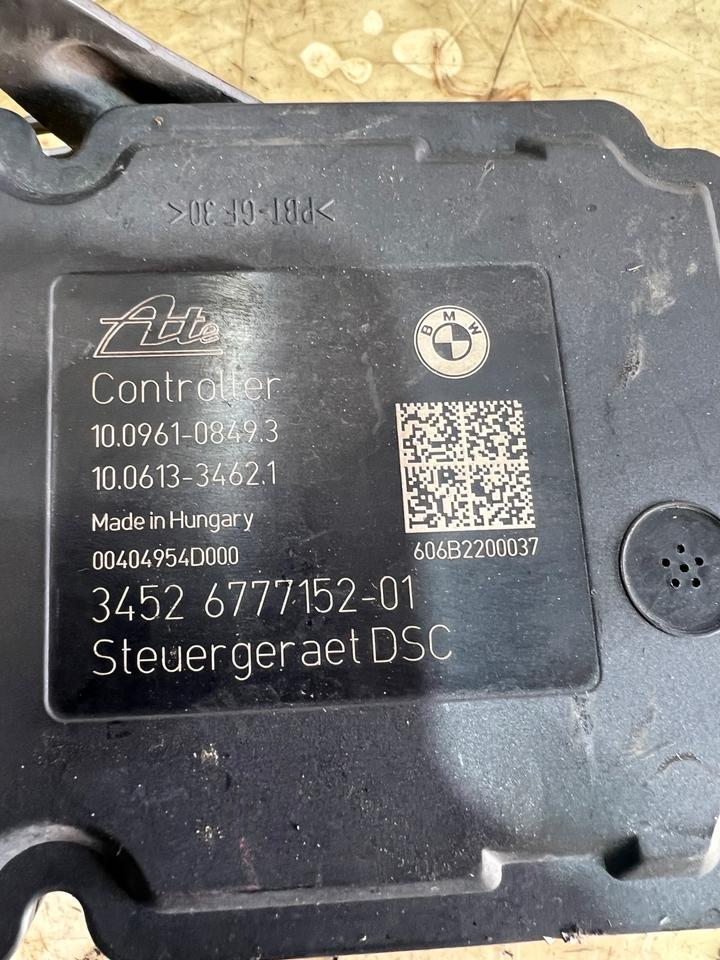 >PBT-GF30<
Ate
BMW
Controller
10.0961-0849.3
10.0613-3462.1
Made in Hungary
00404954D000
606B2200037
3452 6777152-01
Steuergeraet DSC